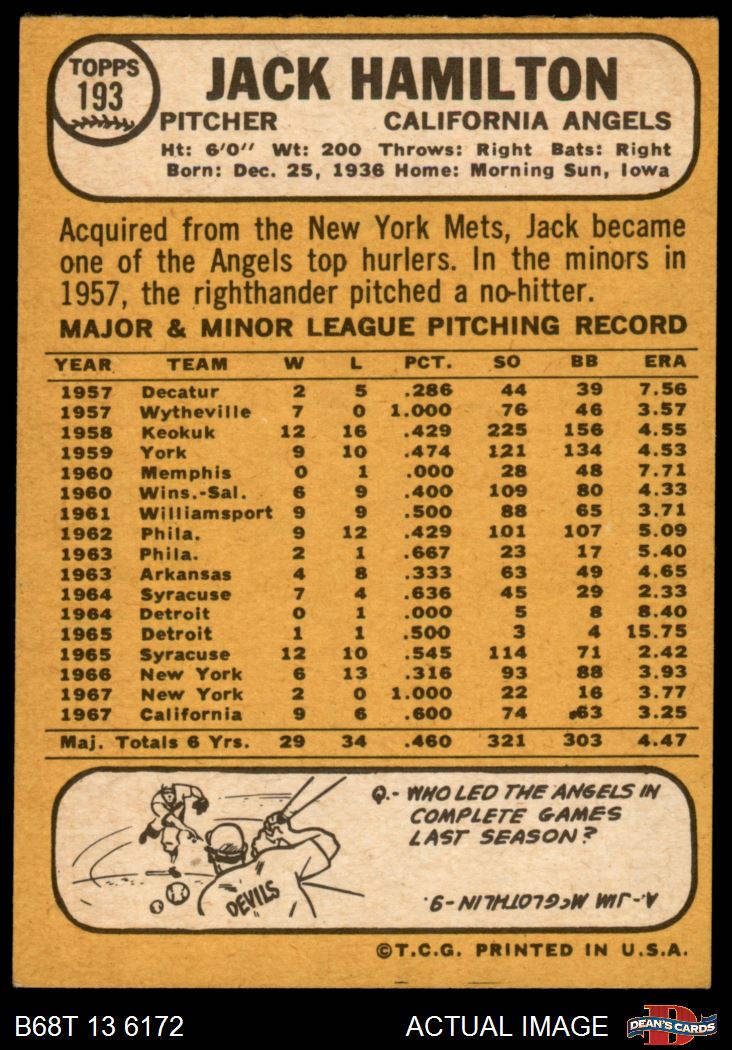 TOPPS
193
JACK HAMILTON
PITCHER CALIFORNIA ANGELS
Ht: 6'0" Wt: 200 Throws: Right Bats: Right
Born: Dec. 25, 1936 Home: Morning Sun, Iowa
Acquired from the New York Mets, Jack became
one of the Angels top hurlers. In the minors in
1957, the righthander pitched a no-hitter.
MAJOR & MINOR LEAGUE PITCHING RECORD
YEAR TEAM W L PCT. SO BB ERA
1957 Decatur 2 5 .286 44 39 7.56
1957 Wytheville 7 0 1.000 76 46 3.57
1958 Keokuk 12 16 .429 225 156 4.55
1959 York 9 10 .474 121 134 4.53
1960 Memphis 0 1 .000 28 48 7.71
1960 Wins.-Sal. 6 9 .400 109 80 4.33
1961 Williamsport 9 9 .500 88 65 3.71
1962 Phila. 9 12 .429 101 107 5.09
1963 Phila. 2 1 .667 23 17 5.40
1963 Arkansas 4 8 .333 63 49 4.65
1964 Syracuse 7 4 .636 45 29 2.33
1964 Detroit 0 1 .000 5 8 8.40
1965 Detroit 1 1 .500 3 4 15.75
1965 Syracuse 12 10 .545 114 71 2.42
1966 New York 6 13 .316 93 88 3.93
1967 New York 2 0 1.000 22 16 3.77
1967 California 9 6 .600 74 63 3.25
Maj. Totals 6 Yrs. 29 34 .460 321 303 4.47
Q.- WHO LED THE ANGELS IN
COMPLETE GAMES
LAST SEASON?
A.- JIM McGLOTHLIN -9.
DEVILS
©T.C.G. PRINTED IN U.S.A.
B68T 13 6172 ACTUAL IMAGE DEAN'S CARDS